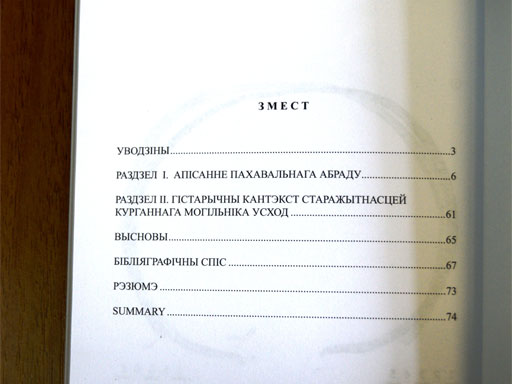 ЗМЕСТ
УВОДЗІНЫ........3
РАЗДЗЕЛ І. АПІСАННЕ ПАХАВАЛЬНАГА АБРАДУ........6
РАЗДЗЕЛ ІІ. ГІСТАРЫЧНЫ КАНТЭКСТ СТАРАЖЫТНАСЦЕЙ
КУРГАННАГА МОГІЛЬНІКА УСХОД........61
ВЫСНОВЫ........65
БІБЛІЯГРАФІЧНЫ СПІС........67
РЭЗЮМЭ........73
SUMMARY........74